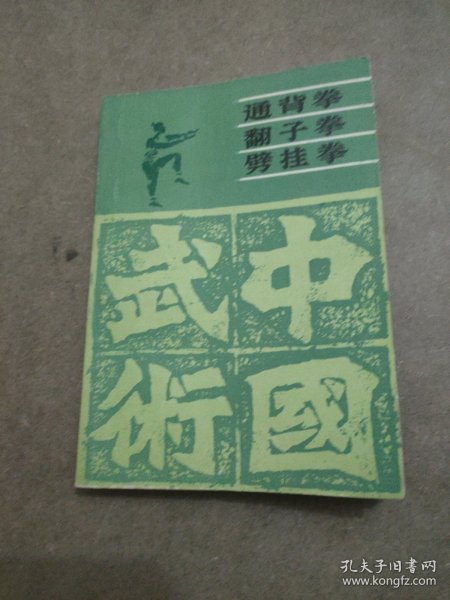 通背拳
翻子拳
劈挂拳
中國
武術
孔夫子旧书网
www.kongfz.com